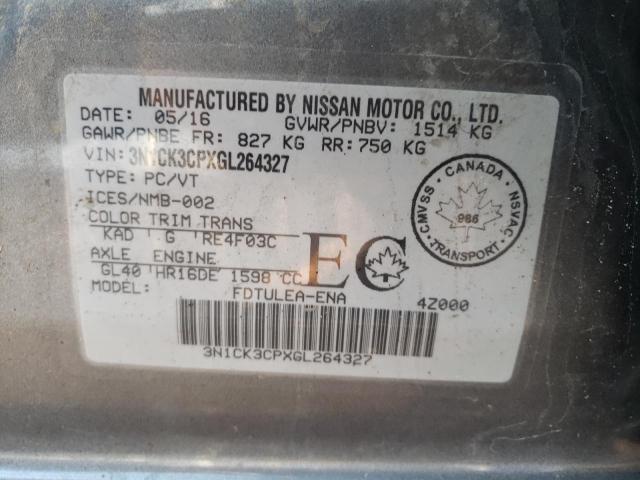 MANUFACTURED BY NISSAN MOTOR CO., LTD.
DATE: 05/16 GVWR/PNBV: 1514 KG
GAWR/PNBE FR: 827 KG RR: 750 KG
VIN: 3N1CK3CPXGL264327
TYPE: PC/VT
ICES/NMB-002
COLOR TRIM TRANS
KAD G RE4F03C
AXLE ENGINE
GL40 HR16DE 1598 CC
MODEL: FDTULEA-ENA 4Z000
EC
CANADA
CMVSS NSVAC
986
TRANSPORT
3N1CK3CPXGL264327